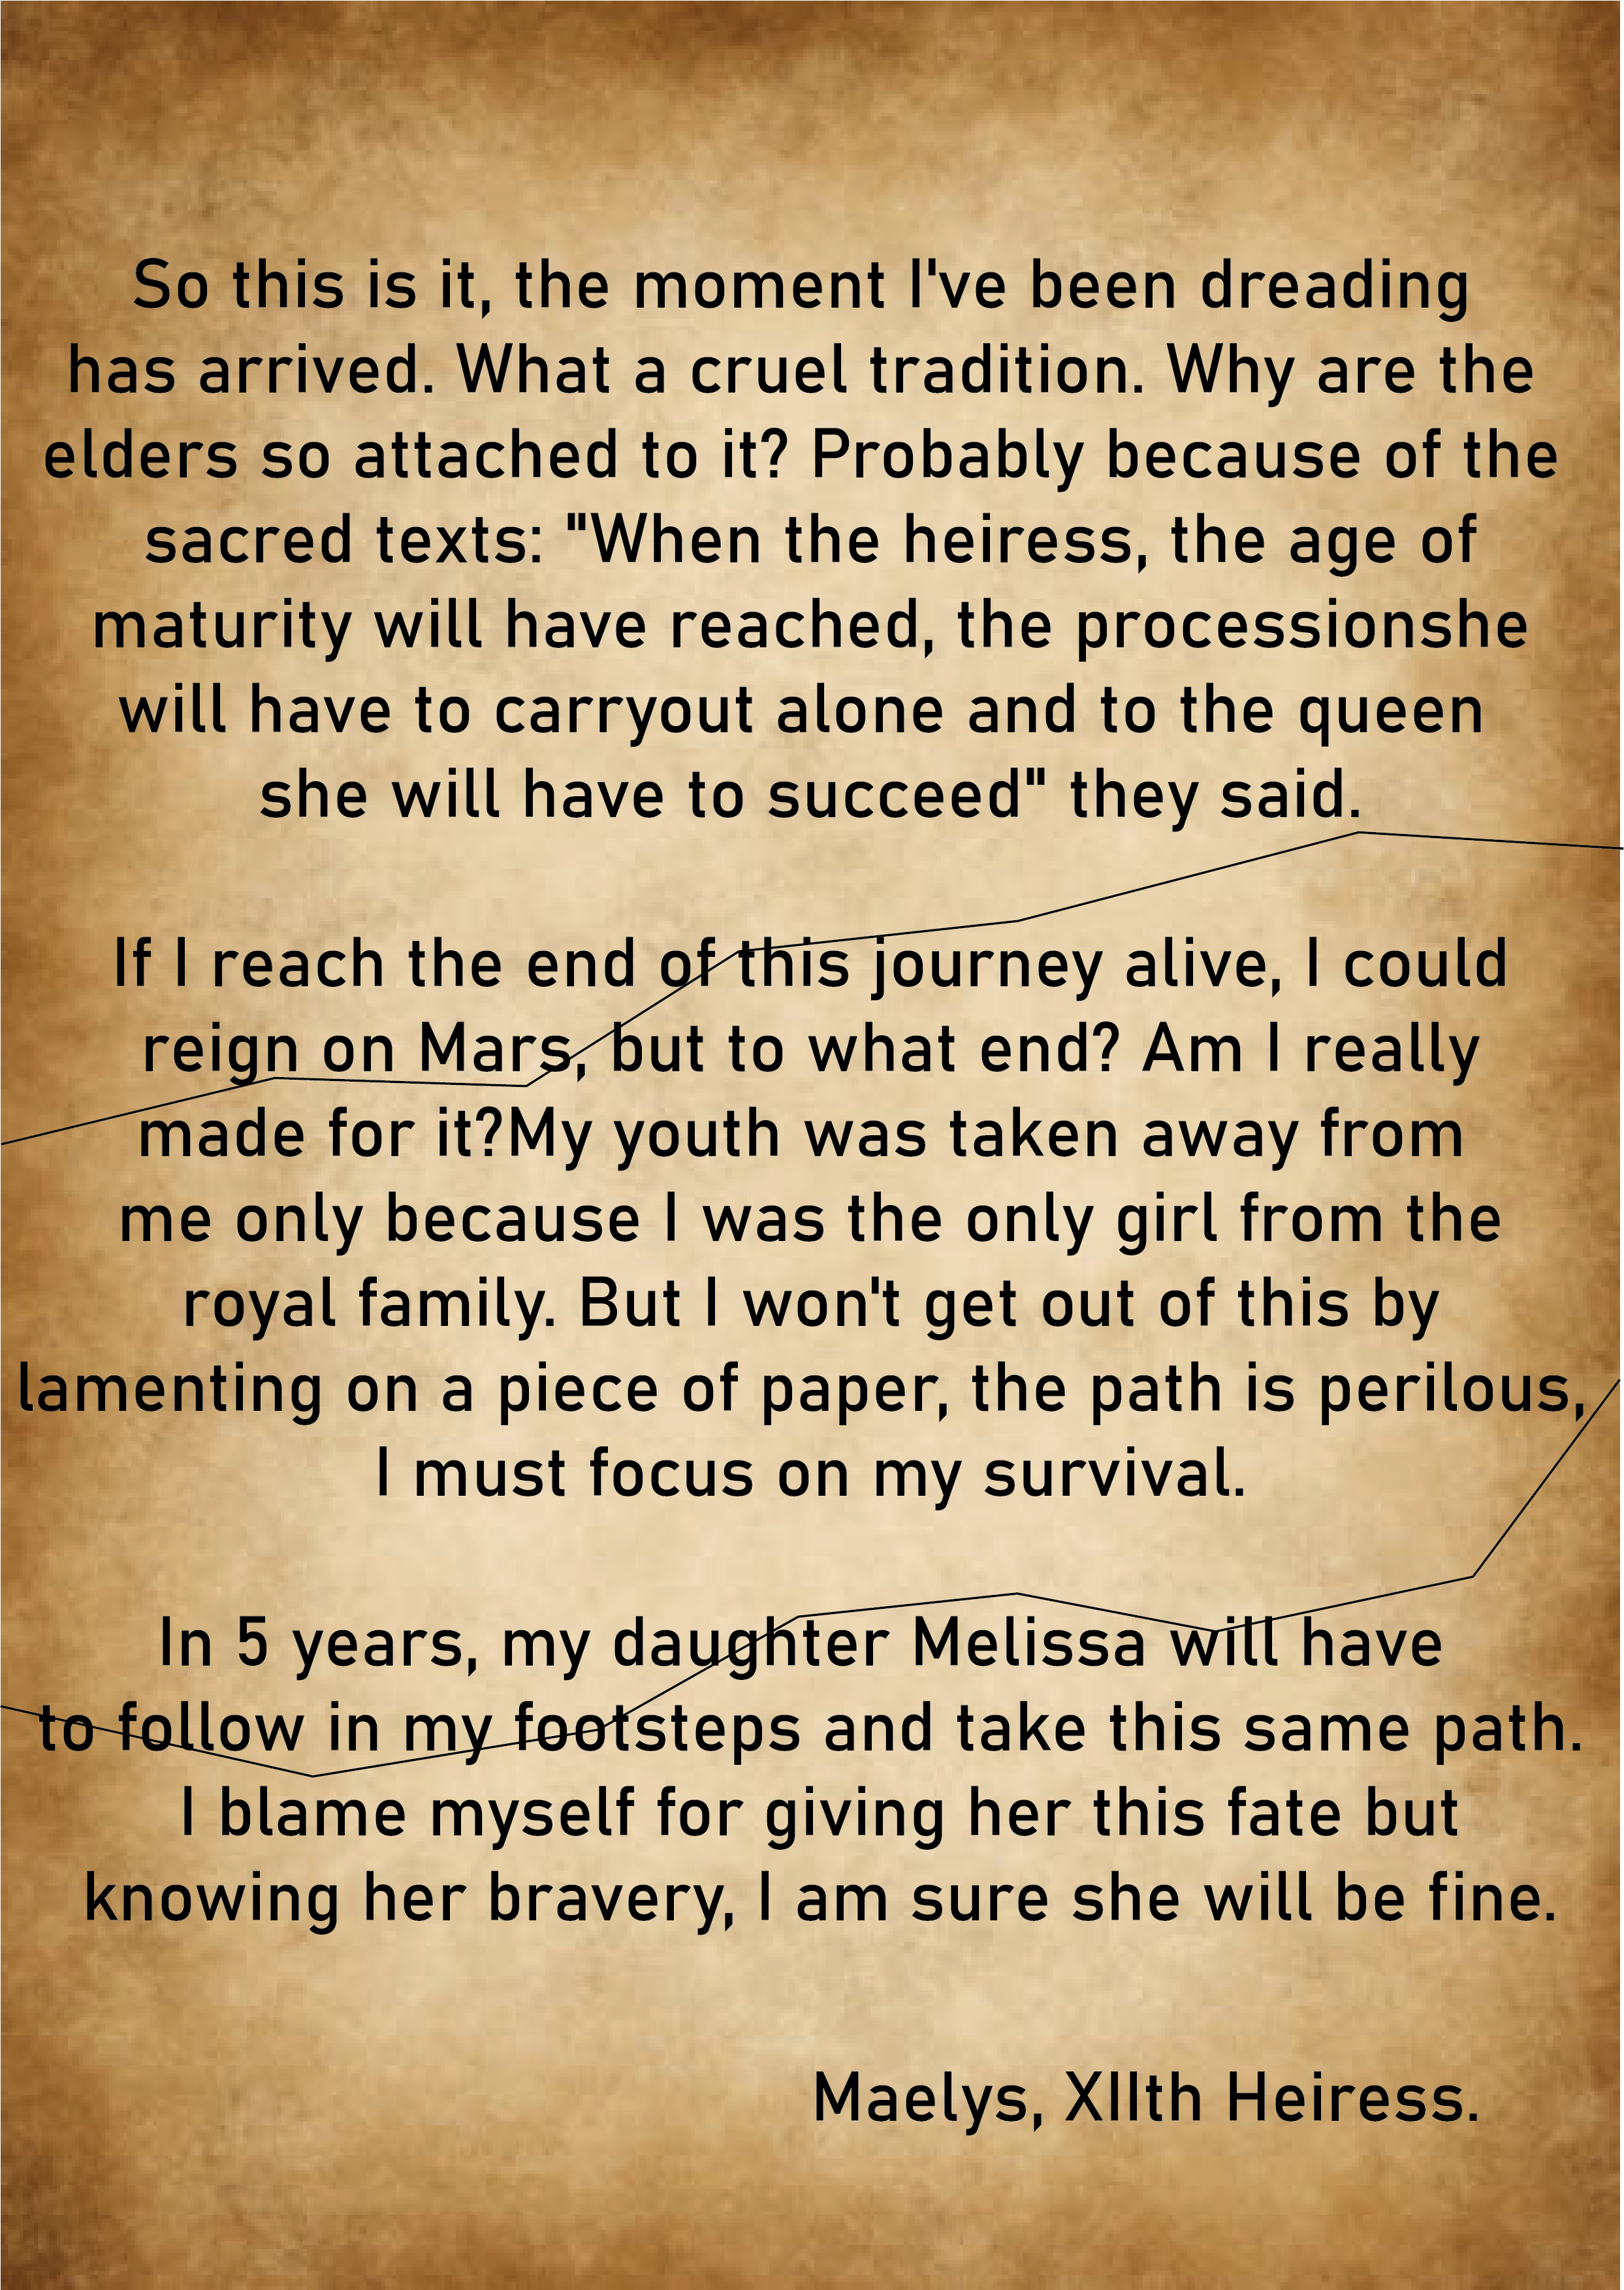 So this is it, the moment I've been dreading
has arrived. What a cruel tradition. Why are the
elders so attached to it? Probably because of the
sacred texts: "When the heiress, the age of
maturity will have reached, the processionshe
will have to carryout alone and to the queen
she will have to succeed" they said.
If I reach the end of this journey alive, I could
reign on Mars, but to what end? Am I really
made for it?My youth was taken away from
me only because I was the only girl from the
royal family. But I won't get out of this by
lamenting on a piece of paper, the path is perilous,
I must focus on my survival.
In 5 years, my daughter Melissa will have
to follow in my footsteps and take this same path.
I blame myself for giving her this fate but
knowing her bravery, I am sure she will be fine.
Maelys, XIIth Heiress.